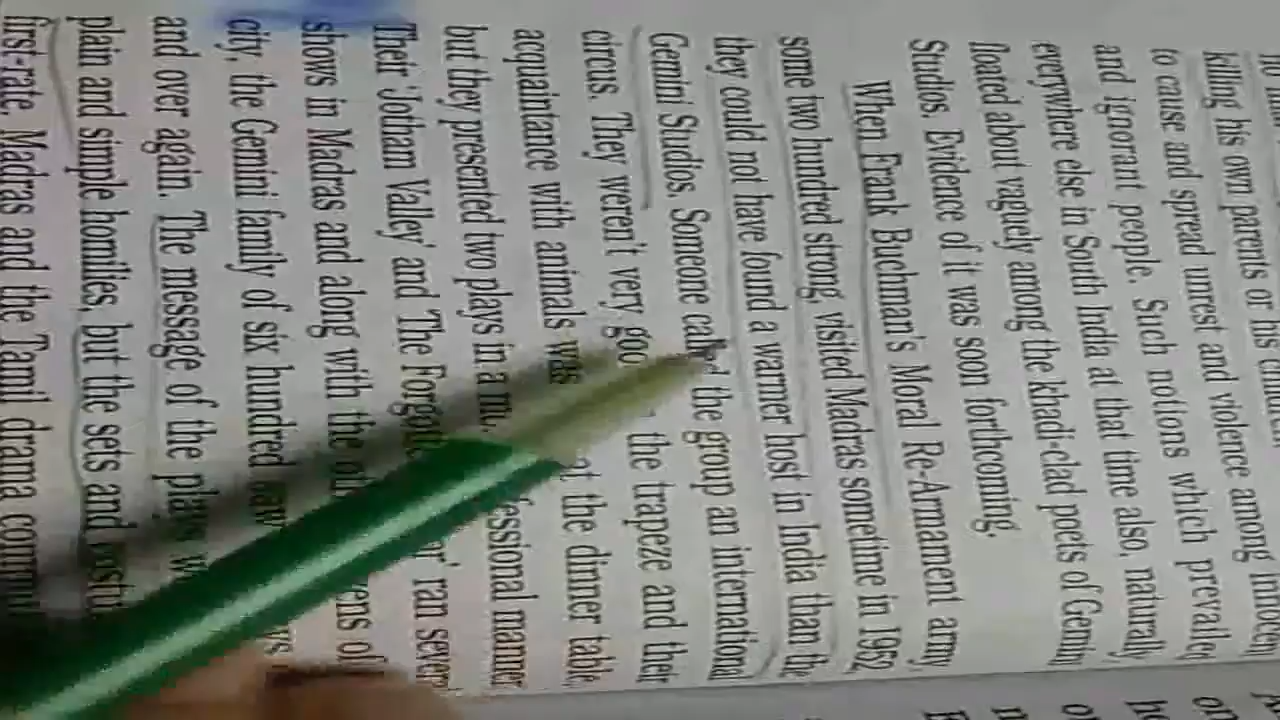 killing his own parents or his
to cause and spread unrest and violence among innocen
and ignorant people. Such notions which prevailed
everywhere else in South India at that time also, naturally,
floated about vaguely among the khadi-clad poets of Gemini
Studios. Evidence of it was soon forthcoming.
When Frank Buchman's Moral Re-Armament army
some two hundred strong, visited Madras sometime in 1952
they could not have found a warmer host in India than the
Gemini Studios. Someone the group an international
circus. They weren't very the trapeze and their
acquaintance with animals was at the dinner table,
but they presented two plays in a manner
Their 'Jotham Valley' and 'The ran several
shows in Madras and along with the of
city, the Gemini family of six hundred saw
and over again. The message of the plays
plain and simple homilies, but the sets and
first-rate. Madras and the Tamil drama